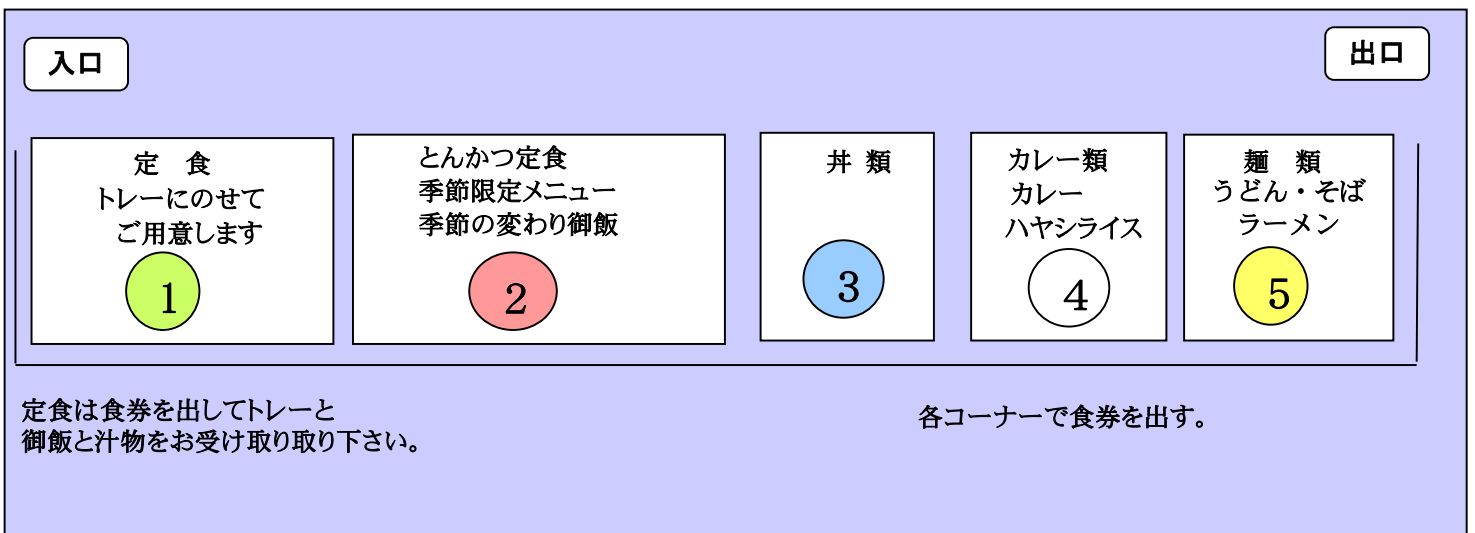 入口
出口
定　食
トレーにのせて
ご用意します
1
とんかつ定食
季節限定メニュー
季節の変わり御飯
2
丼 類
3
カレー類
カレー
ハヤシライス
4
麺　類
うどん・そば
ラーメン
5
定食は食券を出してトレーと
御飯と汁物をお受け取り取り下さい。
各コーナーで食券を出す。